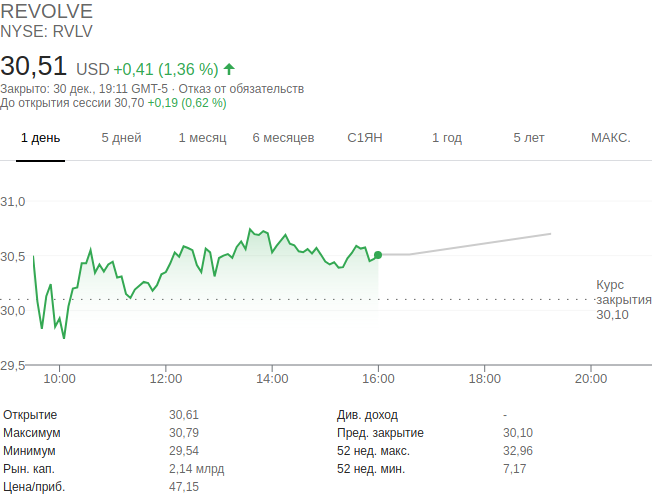 REVOLVE
NYSE: RVLV
30,51 USD +0,41 (1,36 %)
Закрыто: 30 дек., 19:11 GMT-5 · Отказ от обязательств
До открытия сессии 30,70 +0,19 (0,62 %)
1 день 5 дней 1 месяц 6 месяцев С1ЯН 1 год 5 лет МАКС.
31,0
30,5
30,0
29,5
Курс
закрытия
30,10
10:00 12:00 14:00 16:00 18:00 20:00
Открытие 30,61 Див. доход -
Максимум 30,79 Пред. закрытие 30,10
Минимум 29,54 52 нед. макс. 32,96
Рын. кап. 2,14 млрд 52 нед. мин. 7,17
Цена/приб. 47,15